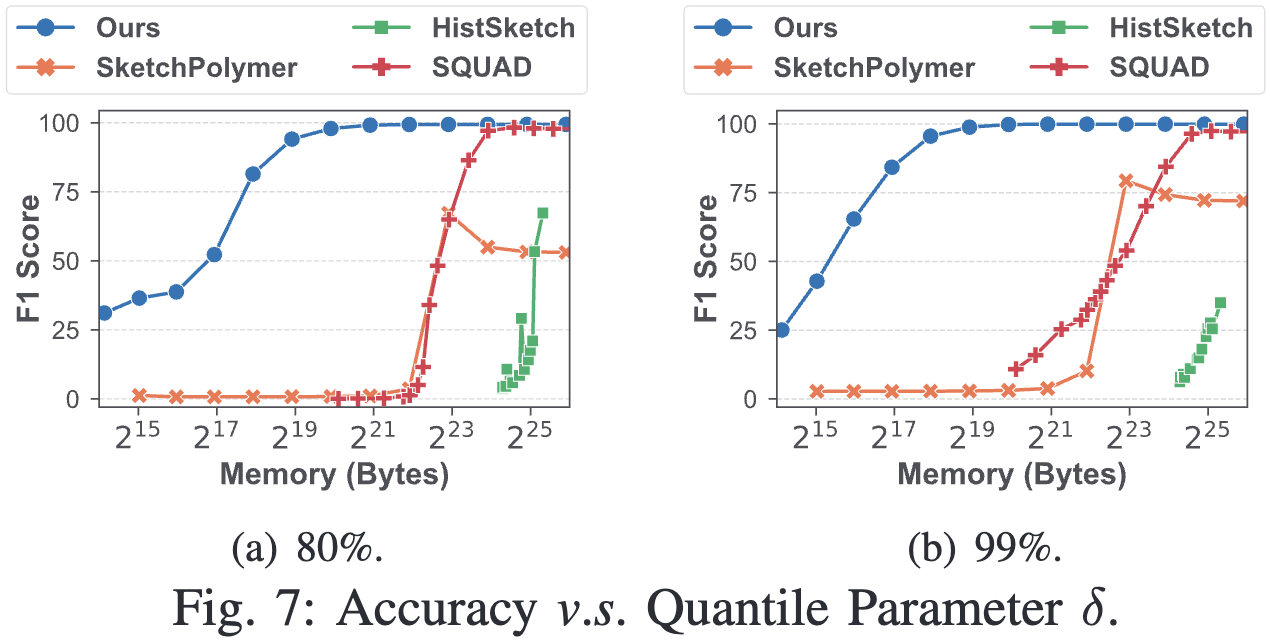 Ours
HistSketch
SketchPolymer
SQUAD
100
75
50
25
0
F1 Score
2^15 2^17 2^19 2^21 2^23 2^25
Memory (Bytes)
(a) 80%.
Ours
HistSketch
SketchPolymer
SQUAD
100
75
50
25
0
F1 Score
2^15 2^17 2^19 2^21 2^23 2^25
Memory (Bytes)
(b) 99%.
Fig. 7: Accuracy v.s. Quantile Parameter δ.